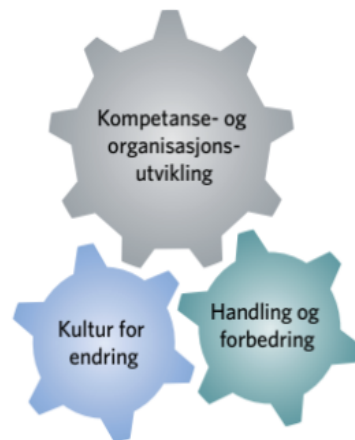 Kompetanse- og
organisasjons-
utvikling
Kultur for
endring
Handling og
forbedring